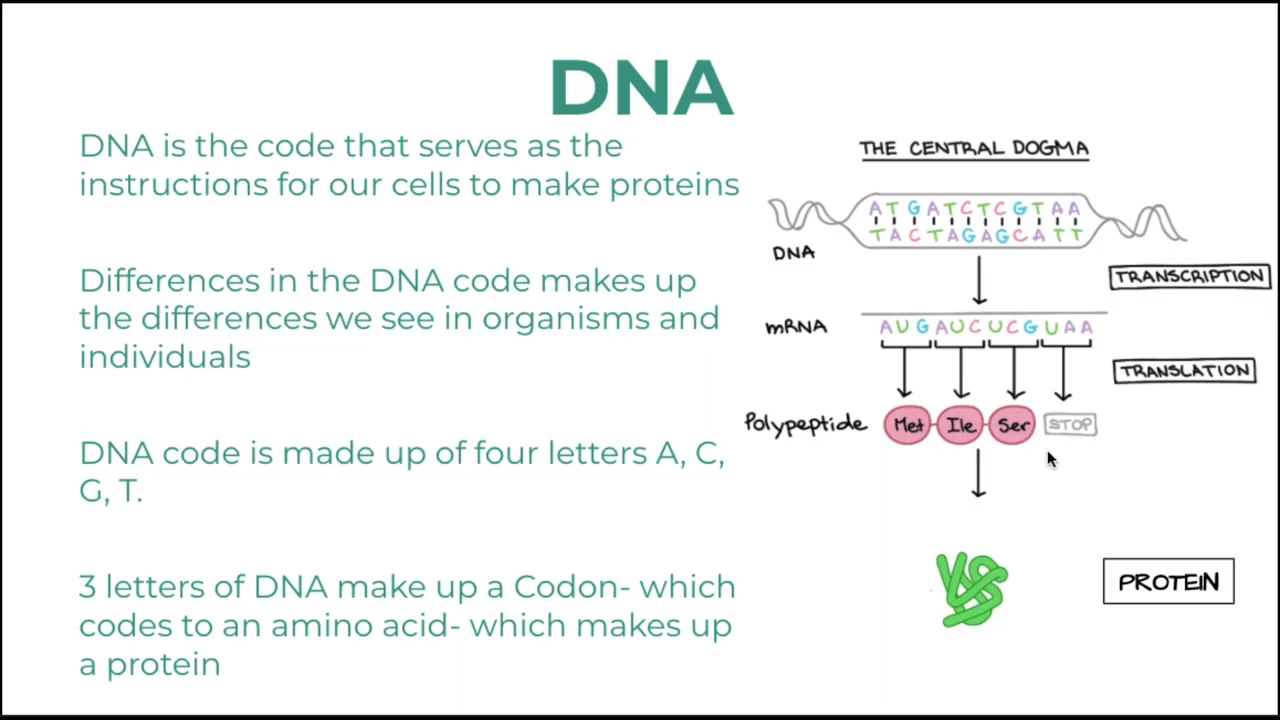 DNA
DNA is the code that serves as the
instructions for our cells to make proteins
Differences in the DNA code makes up
the differences we see in organisms and
individuals
DNA code is made up of four letters A, C,
G, T.
3 letters of DNA make up a Codon- which
codes to an amino acid- which makes up
a protein
THE CENTRAL DOGMA
ATGATCTCGTAA
TACTAGAGCATT
DNA
TRANSCRIPTION
mRNA
AUGAUCUCGUAA
TRANSLATION
Polypeptide
Met Ile Ser STOP
PROTEIN